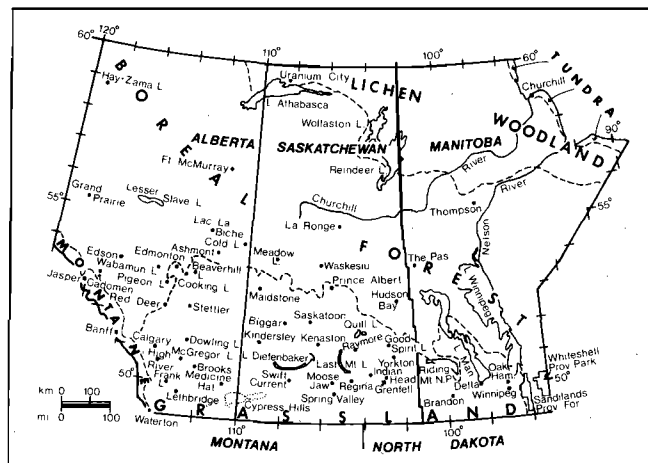 120°
110°
100°
60°
60°
90°
BOREAL
FOREST
LICHEN
WOODLAND
TUNDRA
MOUNTAINE
GRASSLAND
Hay-Zama L
Uranium City
L Athabasca
Churchill
Wollaston L
ALBERTA
SASKATCHEWAN
MANITOBA
Ft McMurray
Reindeer L
River
River
Grand
Prairie
55°
Lesser
Slave L
Churchill
Thompson
55°
Lac La
Biche
La Ronge
Nelson
Cold L
Ashmont
Meadow
The Pas
Edson
Edmonton
Beaverhill
Waskesiu
Wabamun L
Jasper
Cadomen
Pigeon L
Cooking L
Prince Albert
L Winnipeg
Red Deer
Stettler
Maidstone
Hudson
Bay
Saskatoon
Biggar
Quill L
Banff
Calgary
Dowling L
Kindersley
Kenaston
Raymore
Good
Spirit L
High
River
McGregor L
L Diefenbaker
Last Mt L
Yorkton
Riding
Mt N.P.
L Man
Oak
Ham.
Whiteshell
Prov Park
50°
Frank
Brooks
Medicine
Hat
Swift
Current
Moose
Jaw
Regina
Indian
Head
Grenfell
Delta
50°
Lethbridge
Cypress Hills
Spring Valley
Brandon
Winnipeg
Sandilands
Prov For
Waterton
km 0 100
mi 0 100
110°
100°
MONTANA
NORTH DAKOTA